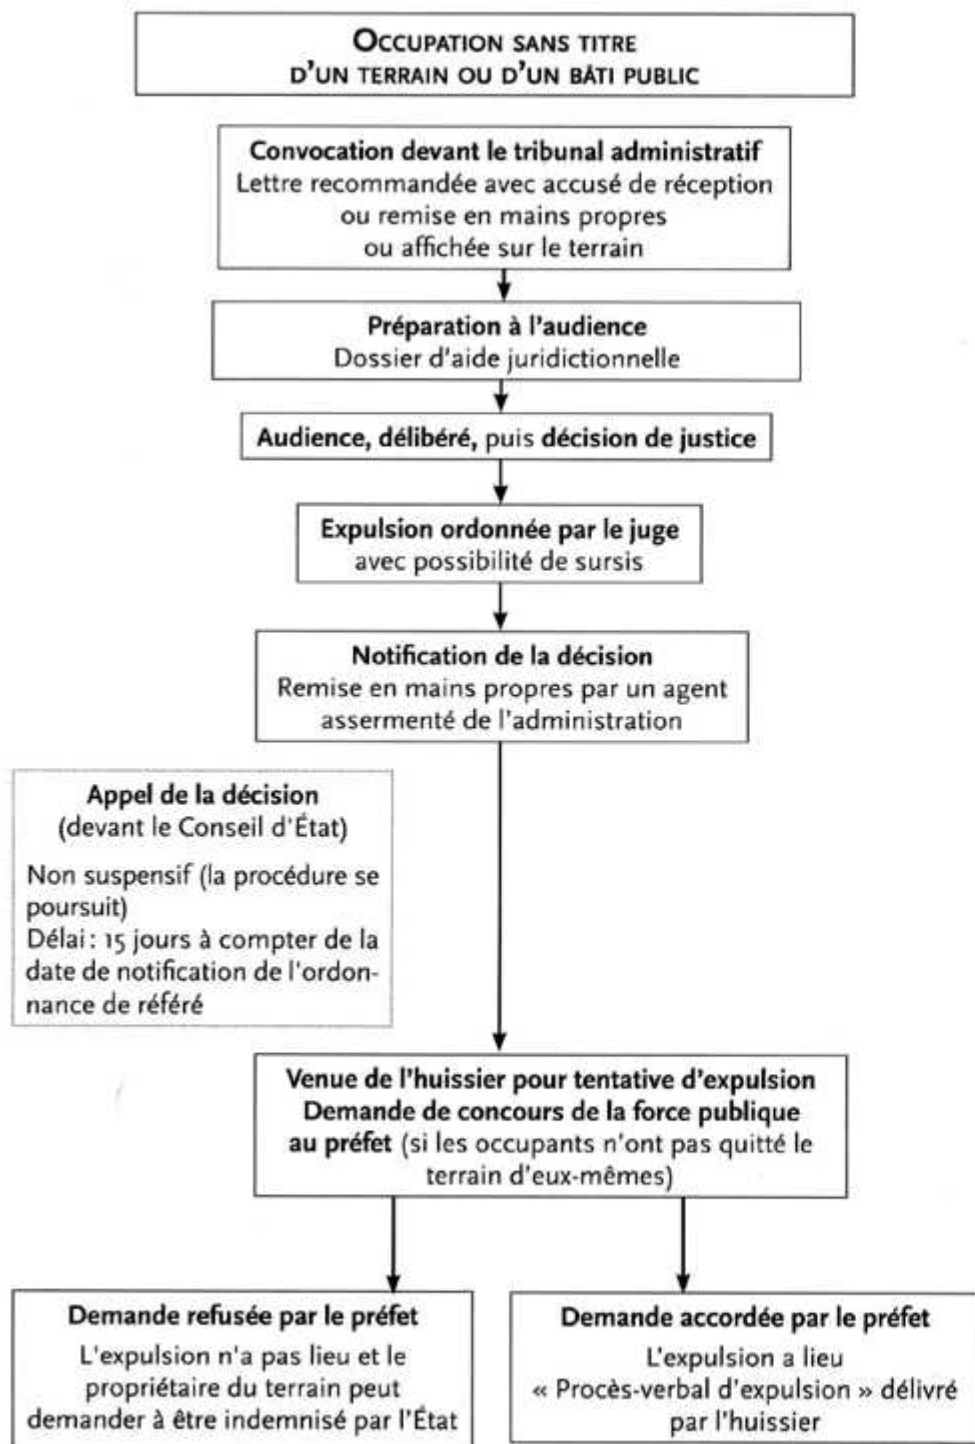 OCCUPATION SANS TITRE
D'UN TERRAIN OU D'UN BÂTI PUBLIC
Convocation devant le tribunal administratif
Lettre recommandée avec accusé de réception
ou remise en mains propres
ou affichée sur le terrain
Préparation à l'audience
Dossier d'aide juridictionnelle
Audience, délibéré, puis décision de justice
Expulsion ordonnée par le juge
avec possibilité de sursis
Notification de la décision
Remise en mains propres par un agent
assermenté de l'administration
Appel de la décision
(devant le Conseil d'État)
Non suspensif (la procédure se
poursuit)
Délai : 15 jours à compter de la
date de notification de l'ordon-
nance de référé
Venue de l'huissier pour tentative d'expulsion
Demande de concours de la force publique
au préfet (si les occupants n'ont pas quitté le
terrain d'eux-mêmes)
Demande refusée par le préfet
L'expulsion n'a pas lieu et le
propriétaire du terrain peut
demander à être indemnisé par l'État
Demande accordée par le préfet
L'expulsion a lieu
« Procès-verbal d'expulsion » délivré
par l'huissier